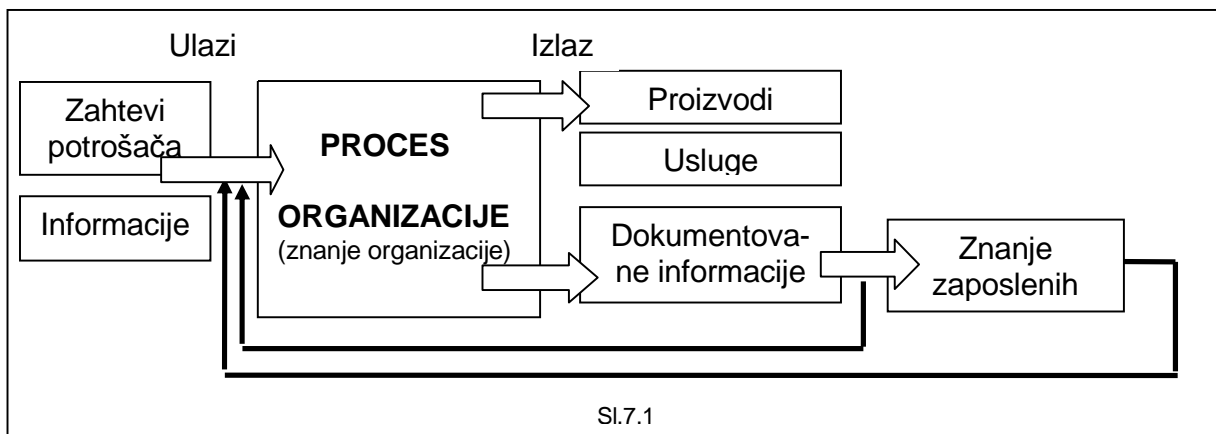 Ulazi
Izlaz
Zahtevi
potrošača
Informacije
PROCES
ORGANIZACIJE
(znanje organizacije)
Proizvodi
Usluge
Dokumentova-
ne informacije
Znanje
zaposlenih
Sl.7.1